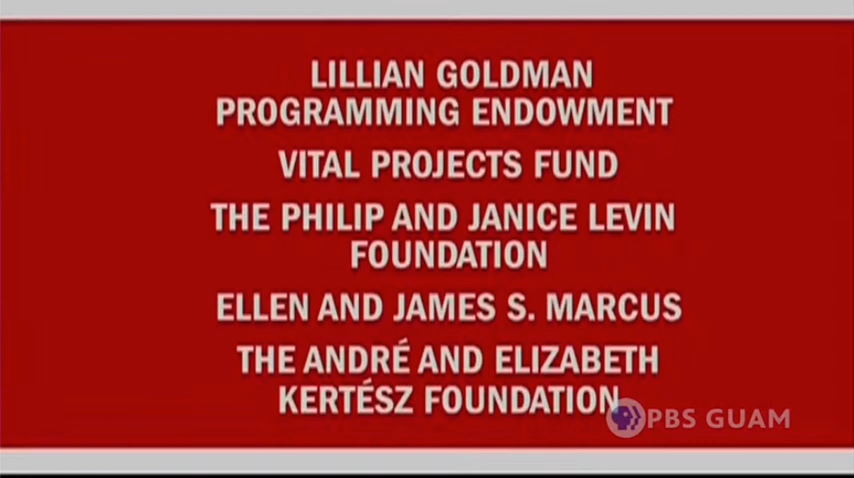 LILLIAN GOLDMAN
PROGRAMMING ENDOWMENT
VITAL PROJECTS FUND
THE PHILIP AND JANICE LEVIN
FOUNDATION
ELLEN AND JAMES S. MARCUS
THE ANDRÉ AND ELIZABETH
KERTÉSZ FOUNDATION
PBS GUAM